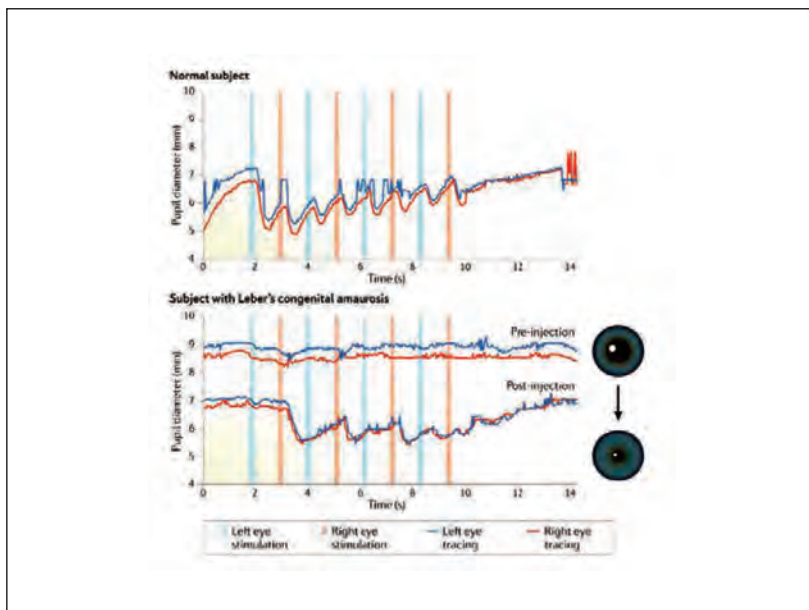 Normal subject
10
9
8
7
6
5
4
Pupil diameter (mm)
0 2 4 6 8 10 12 14
Time (s)
Subject with Leber's congenital amaurosis
10
9
8
7
6
5
4
Pupil diameter (mm)
Pre-injection
Post-injection
0 2 4 6 8 10 12 14
Time (s)
Left eye
stimulation
Right eye
stimulation
Left eye
tracing
Right eye
tracing